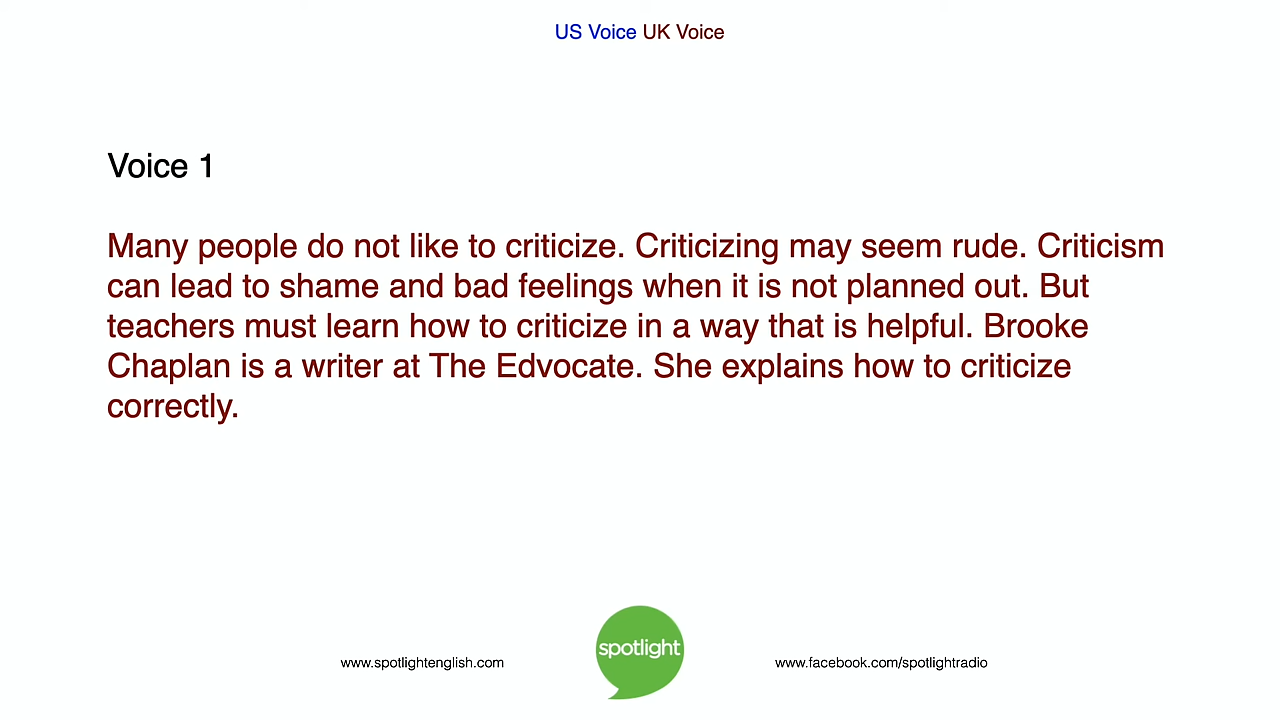 US Voice UK Voice
Voice 1
Many people do not like to criticize. Criticizing may seem rude. Criticism
can lead to shame and bad feelings when it is not planned out. But
teachers must learn how to criticize in a way that is helpful. Brooke
Chaplan is a writer at The Edvocate. She explains how to criticize
correctly.
www.spotlightenglish.com
spotlight
www.facebook.com/spotlightradio